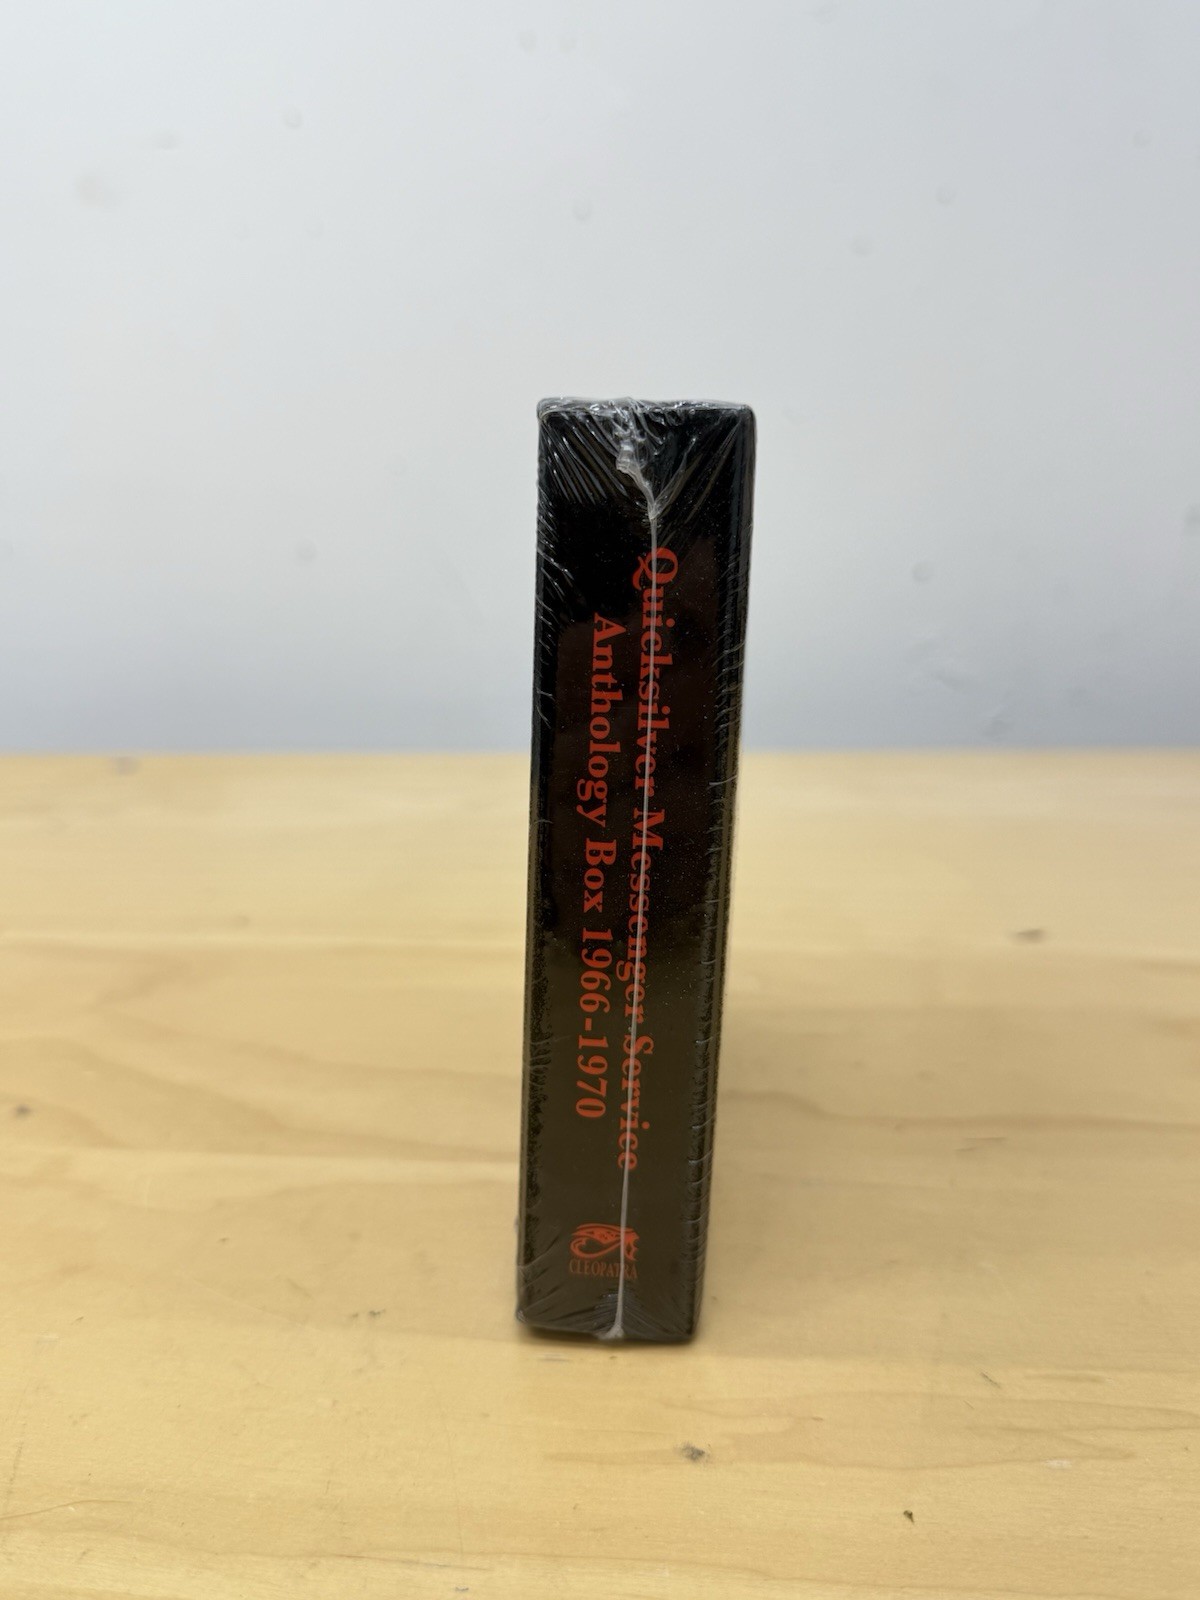 Quicksilver Messenger Service
Anthology Box 1966-1970
CLEOPATRA